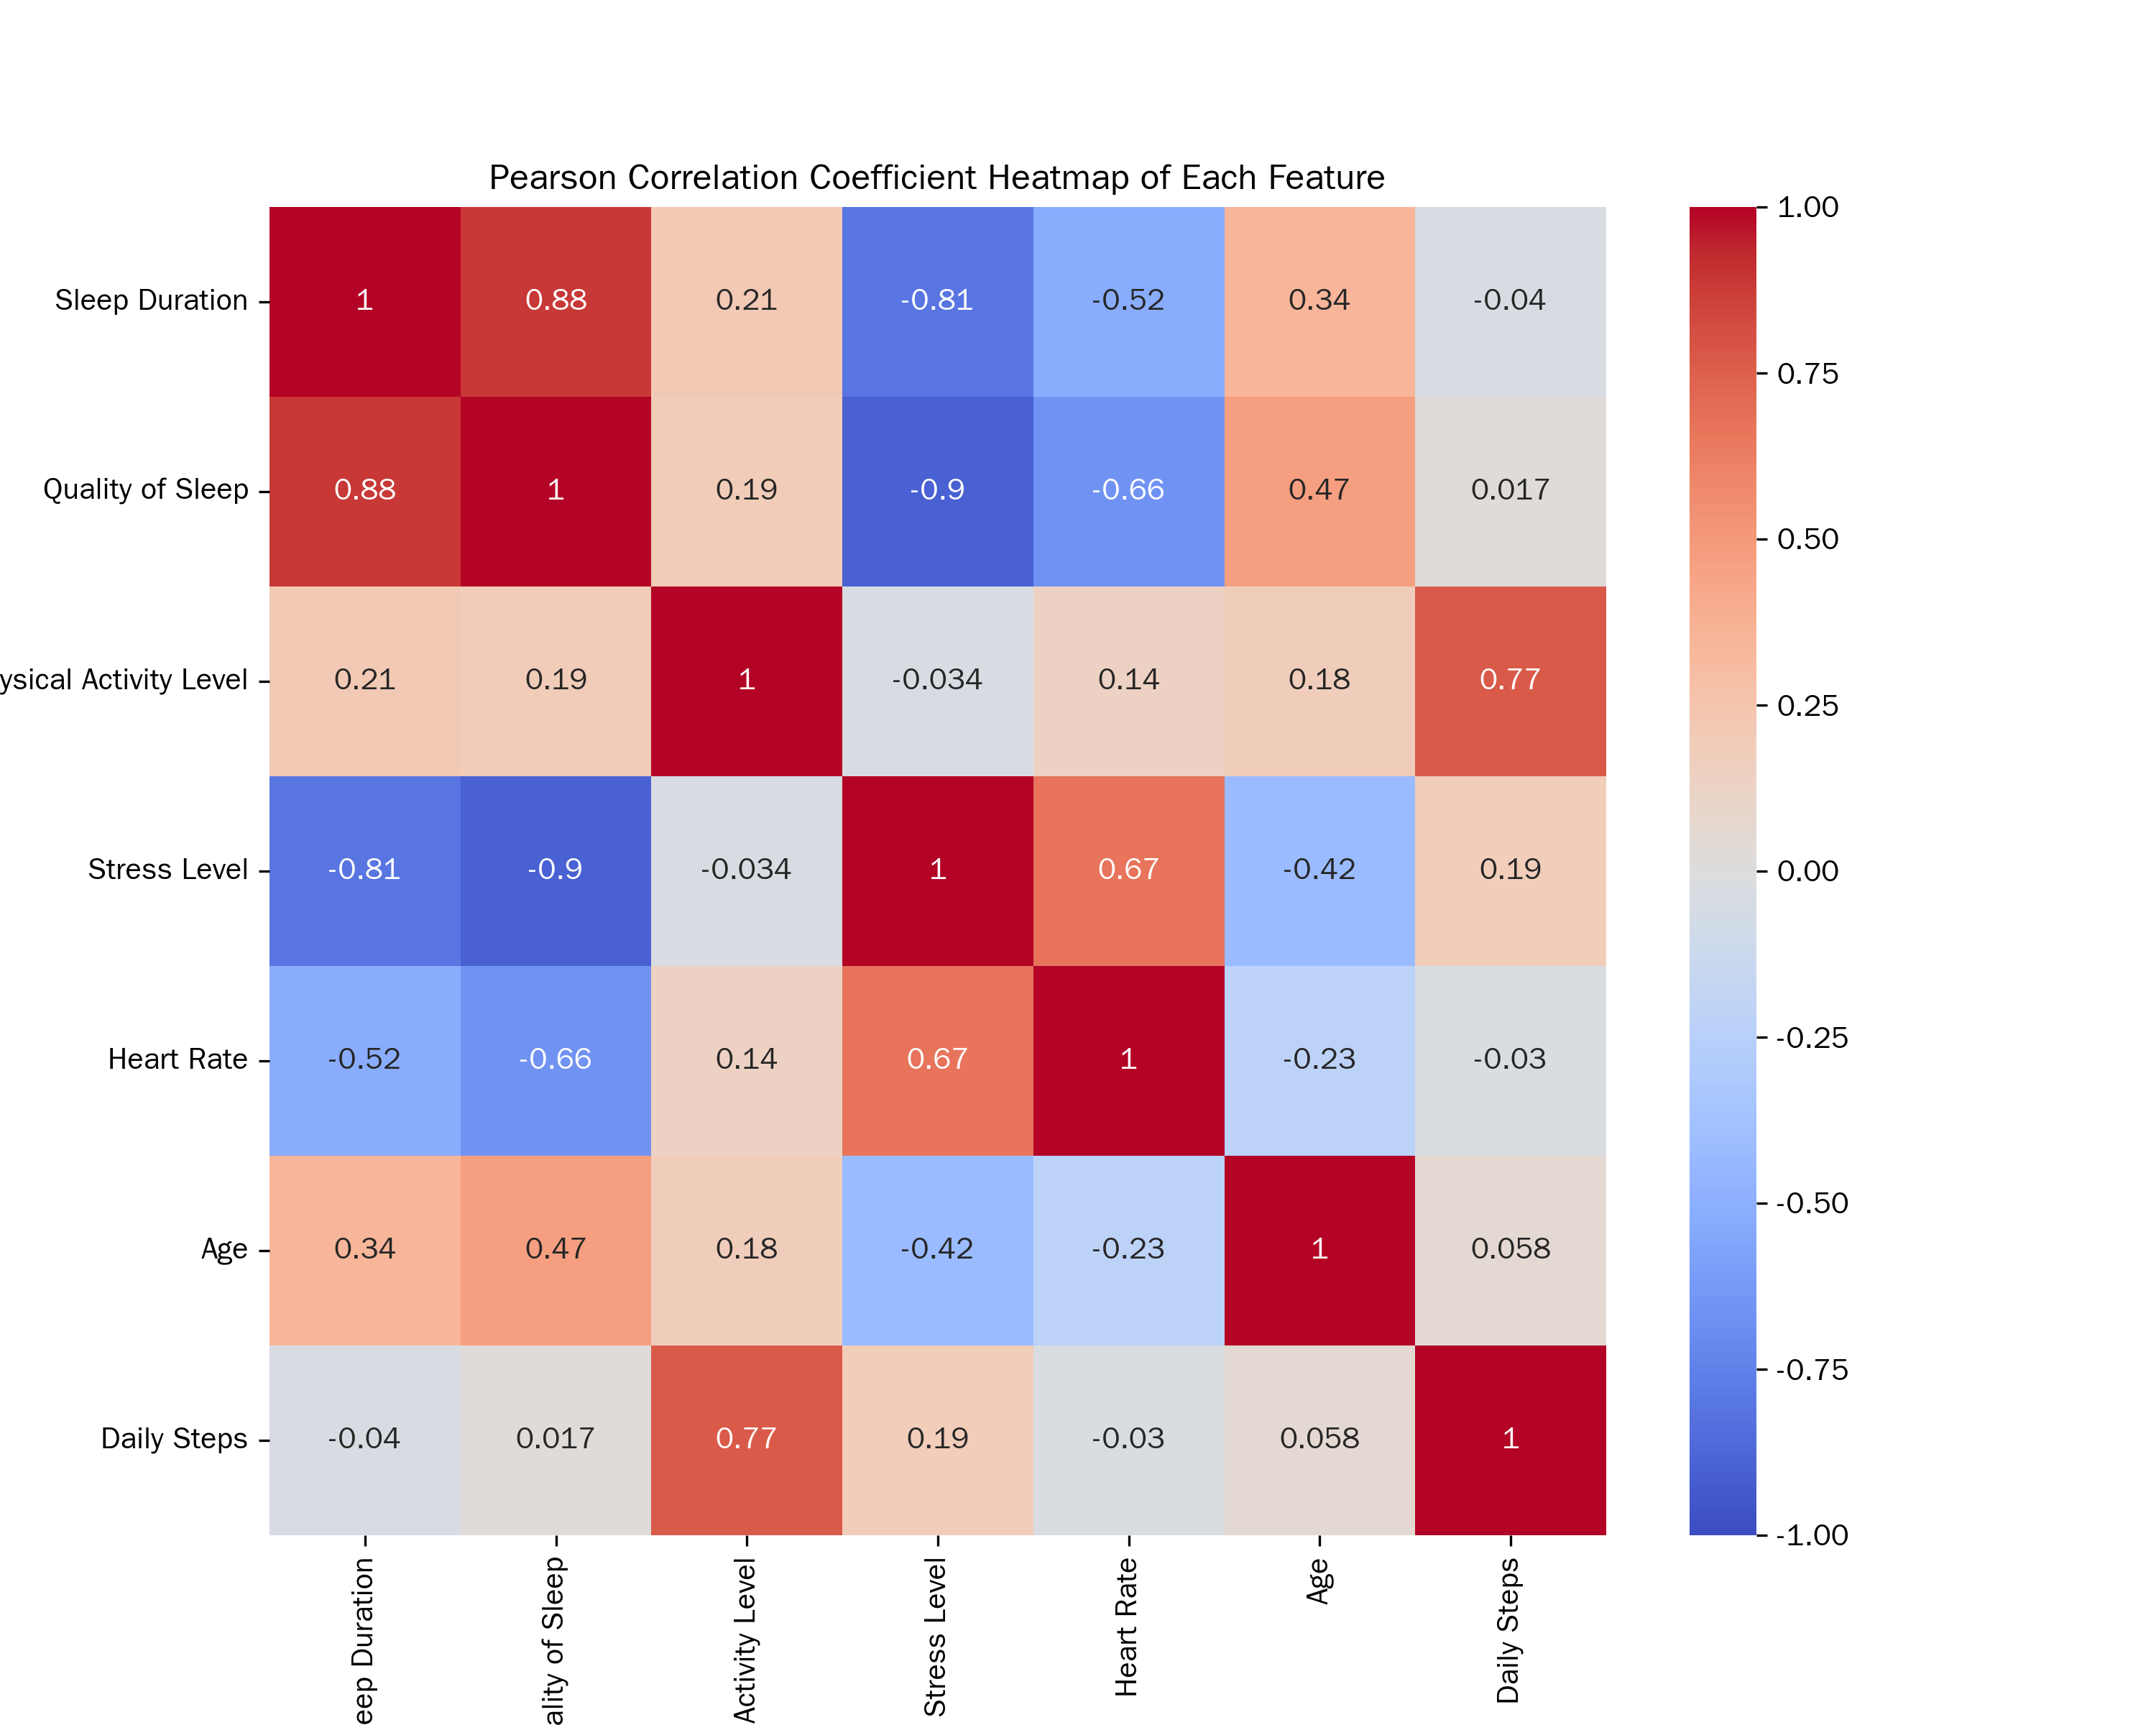 Pearson Correlation Coefficient Heatmap of Each Feature
Sleep Duration 1 0.88 0.21 -0.81 -0.52 0.34 -0.04
Quality of Sleep 0.88 1 0.19 -0.9 -0.66 0.47 0.017
ysical Activity Level 0.21 0.19 1 -0.034 0.14 0.18 0.77
Stress Level -0.81 -0.9 -0.034 1 0.67 -0.42 0.19
Heart Rate -0.52 -0.66 0.14 0.67 1 -0.23 -0.03
Age 0.34 0.47 0.18 -0.42 -0.23 1 0.058
Daily Steps -0.04 0.017 0.77 0.19 -0.03 0.058 1
eep Duration
ality of Sleep
Activity Level
Stress Level
Heart Rate
Age
Daily Steps
1.00
0.75
0.50
0.25
0.00
-0.25
-0.50
-0.75
-1.00